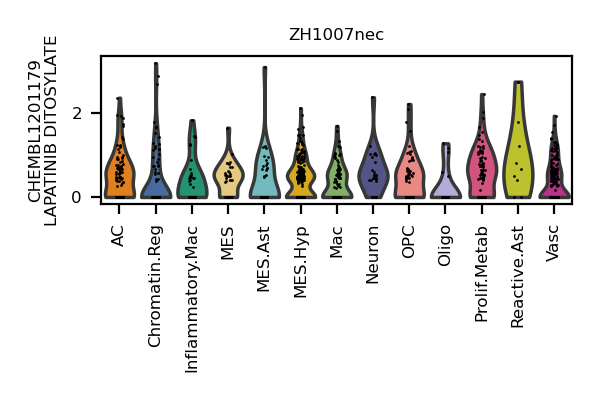 ZH1007nec
CHEMBL1201179
LAPATINIB DITOSYLATE
2
0
AC
Chromatin.Reg
Inflammatory.Mac
MES
MES.Ast
MES.Hyp
Mac
Neuron
OPC
Oligo
Prolif.Metab
Reactive.Ast
Vasc